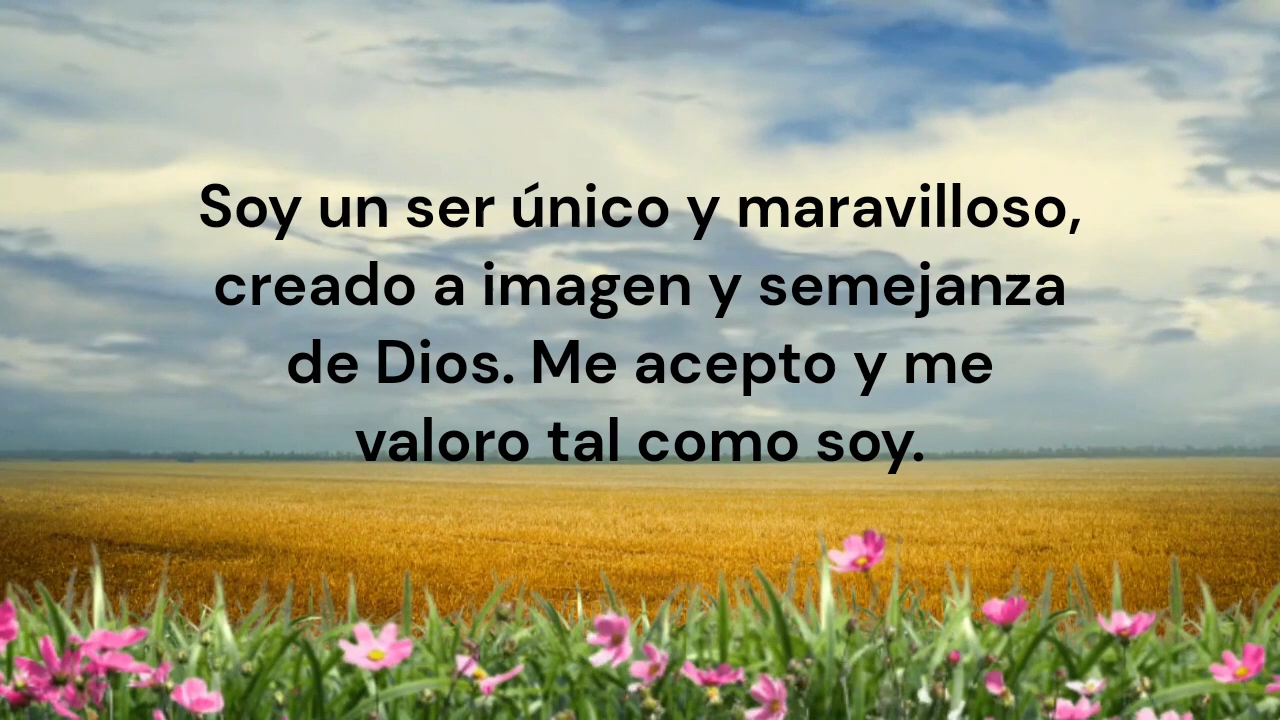 Soy un ser único y maravilloso,
creado a imagen y semejanza
de Dios. Me acepto y me
valoro tal como soy.